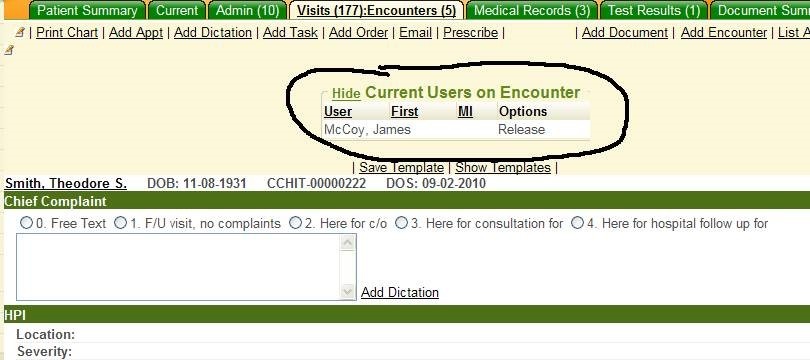 Patient Summary Current Admin (10) Visits (177):Encounters (5) Medical Records (3) Test Results (1) Document Sum
| Print Chart | Add Appt | Add Dictation | Add Task | Add Order | Email | Prescribe | | Add Document | Add Encounter | List A
Hide Current Users on Encounter
User First MI Options
McCoy, James Release
| Save Template | Show Templates |
Smith, Theodore S. DOB: 11-08-1931 CCHIT-00000222 DOS: 09-02-2010
Chief Complaint
0. Free Text 1. F/U visit, no complaints 2. Here for c/o 3. Here for consultation for 4. Here for hospital follow up for
Add Dictation
HPI
Location:
Severity: